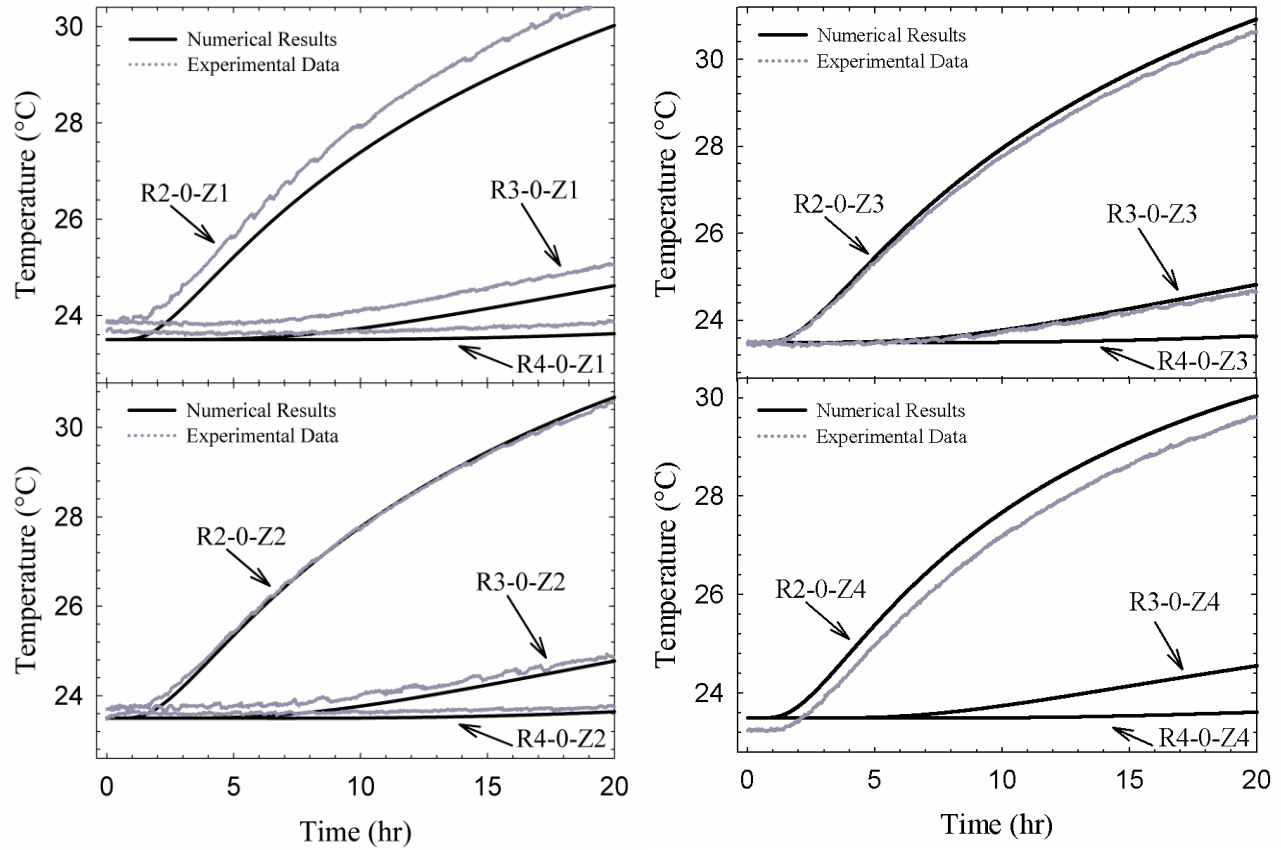 30
28
26
24
Temperature (°C)
Numerical Results
Experimental Data
R2-0-Z1
R3-0-Z1
R4-0-Z1
30
28
26
24
Temperature (°C)
Numerical Results
Experimental Data
R2-0-Z3
R3-0-Z3
R4-0-Z3
30
28
26
24
Temperature (°C)
Numerical Results
Experimental Data
R2-0-Z2
R3-0-Z2
R4-0-Z2
0 5 10 15 20
Time (hr)
30
28
26
24
Temperature (°C)
Numerical Results
Experimental Data
R2-0-Z4
R3-0-Z4
R4-0-Z4
0 5 10 15 20
Time (hr)